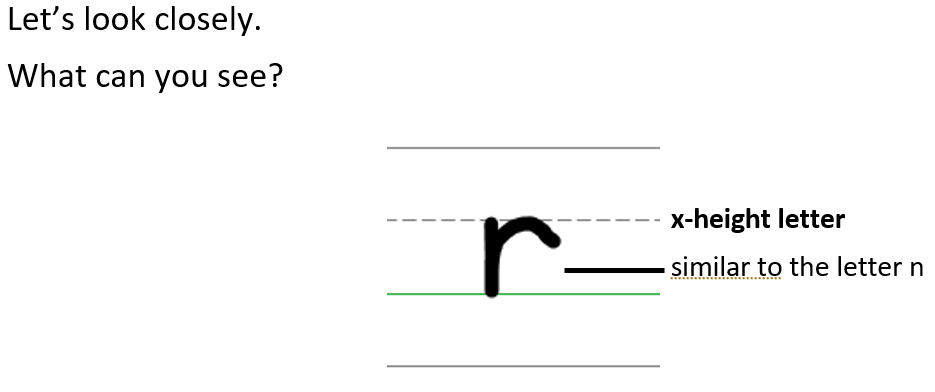 Let’s look closely.
What can you see?
r
x-height letter
similar to the letter n